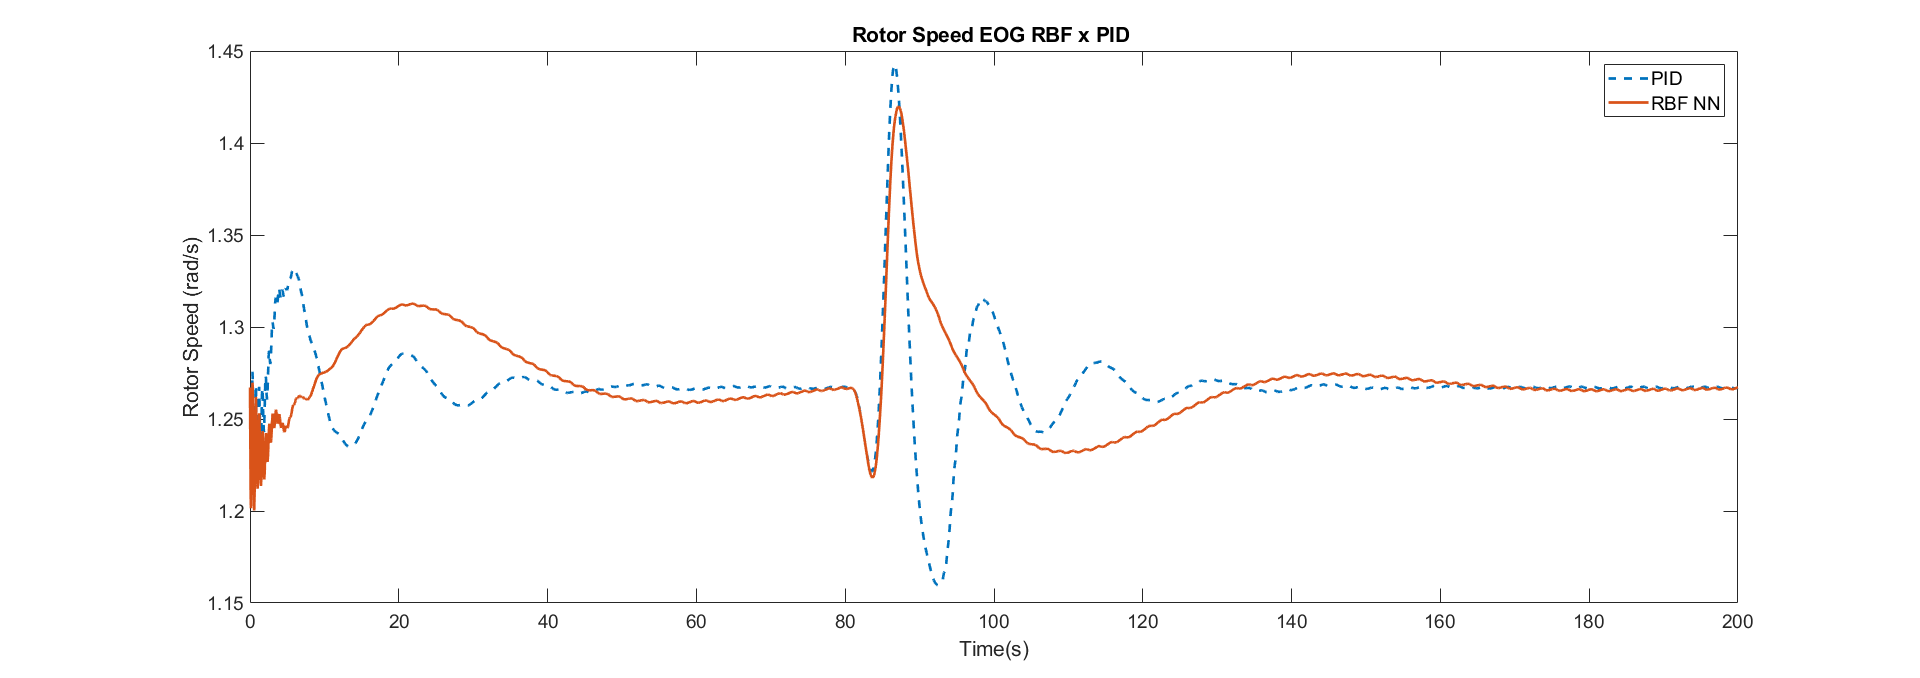 Rotor Speed EOG RBF x PID
1.45
1.4
1.35
1.3
1.25
1.2
1.15
Rotor Speed (rad/s)
PID
RBF NN
0 20 40 60 80 100 120 140 160 180 200
Time(s)